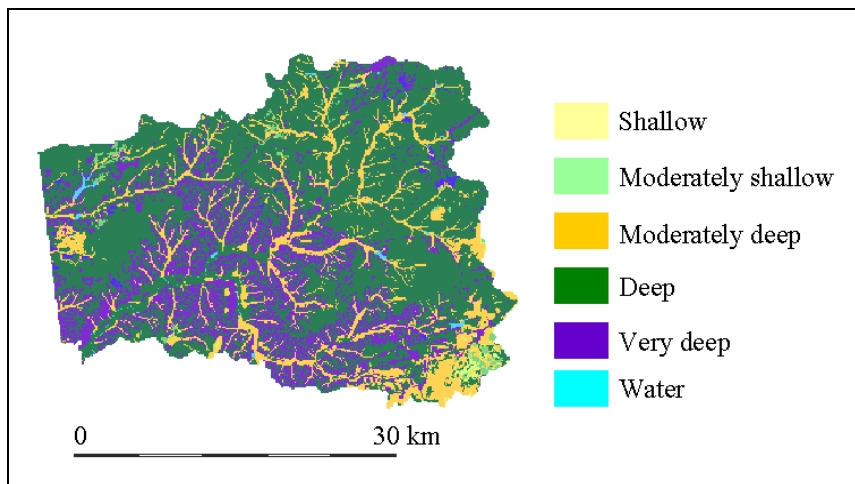 Shallow
Moderately shallow
Moderately deep
Deep
Very deep
Water
0 30 km